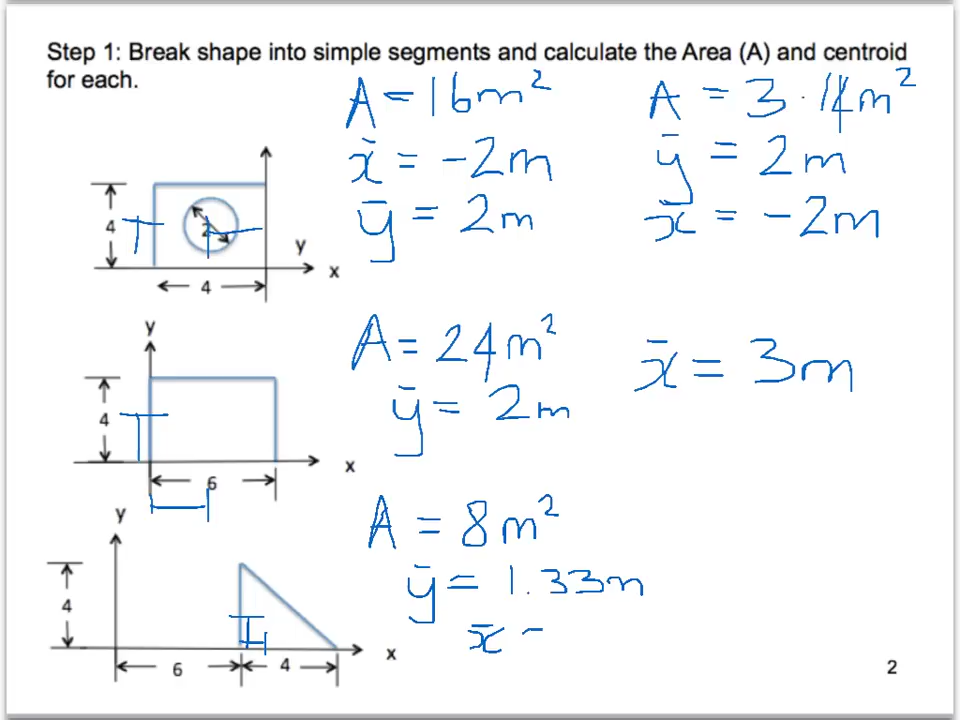 Step 1: Break shape into simple segments and calculate the Area (A) and centroid
for each.
A = 16m²
x̄ = -2m
ȳ = 2m
A = 3.14m²
ȳ = 2m
x̄ = -2m
4
2
y
x
4
A = 24m²
ȳ = 2m
x̄ = 3m
y
4
x
6
A = 8m²
ȳ = 1.33m
x̄ =
y
4
x
6
4
2